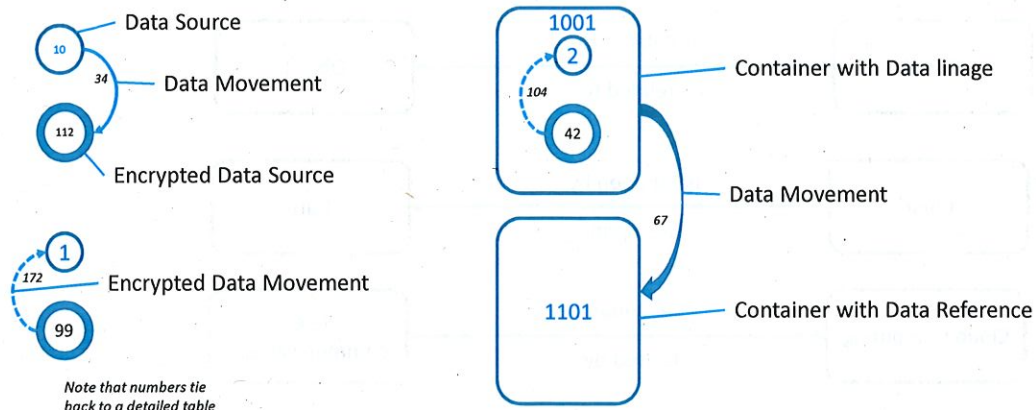 Data Source
10
34
Data Movement
112
Encrypted Data Source
1
172
Encrypted Data Movement
99
Note that numbers tie
back to a detailed table
1001
2
104
Container with Data linage
42
Data Movement
67
1101
Container with Data Reference